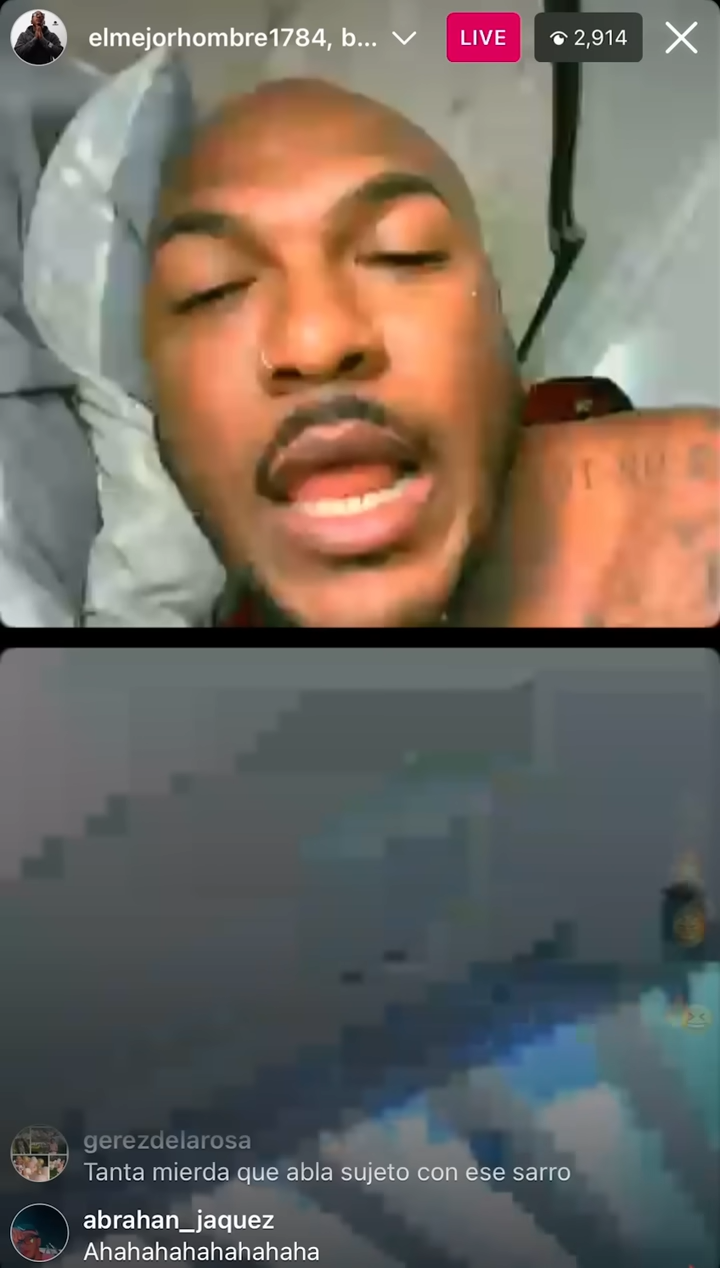 elmejorhombre1784, b...
LIVE
2,914
gerezdelarosa
Tanta mierda que abla sujeto con ese sarro
abrahan_jaquez
Ahahahahahahahaha